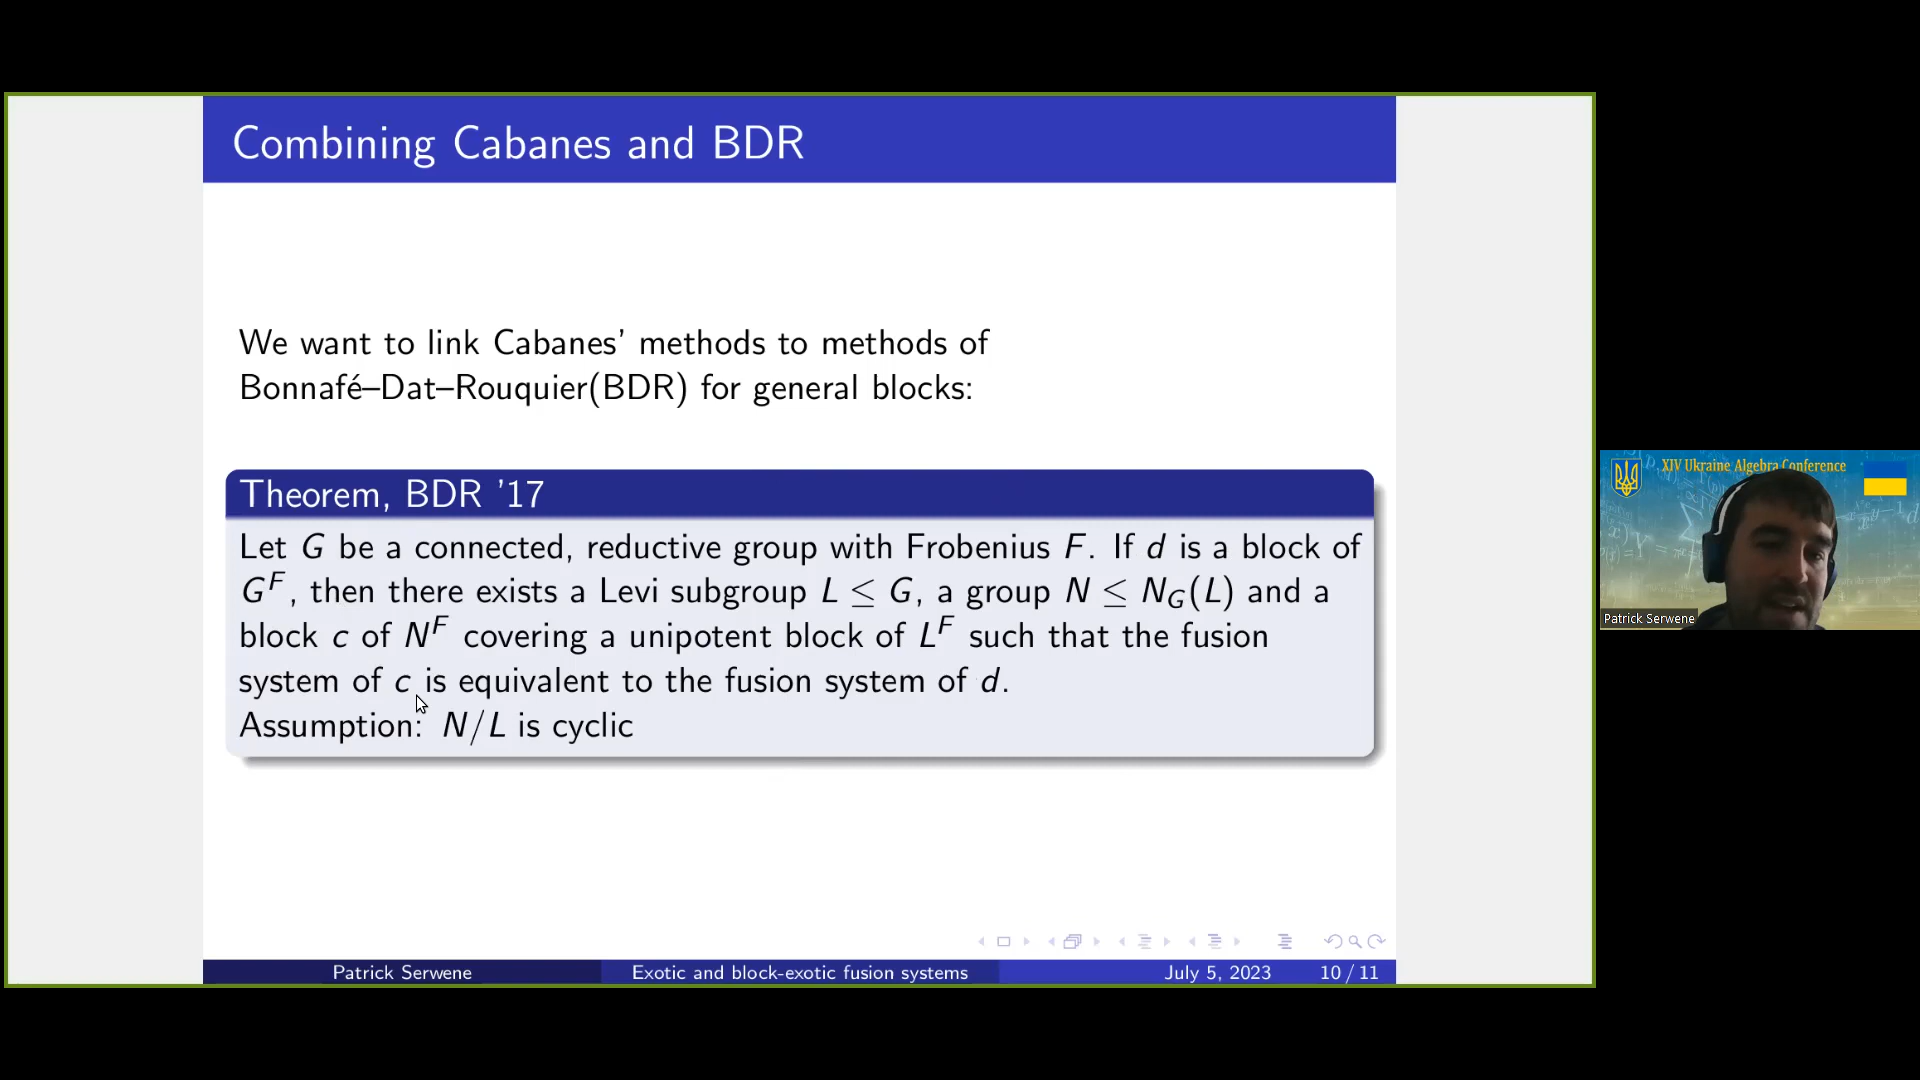 Combining Cabanes and BDR
We want to link Cabanes' methods to methods of
Bonnafé–Dat–Rouquier(BDR) for general blocks:
Theorem, BDR '17
Let G be a connected, reductive group with Frobenius F. If d is a block of
G^F, then there exists a Levi subgroup L ≤ G, a group N ≤ N_G(L) and a
block c of N^F covering a unipotent block of L^F such that the fusion
system of c is equivalent to the fusion system of d.
Assumption: N/L is cyclic
Patrick Serwene
Exotic and block-exotic fusion systems
July 5, 2023
10 / 11
XIV Ukraine Algebra Conference
Patrick Serwene